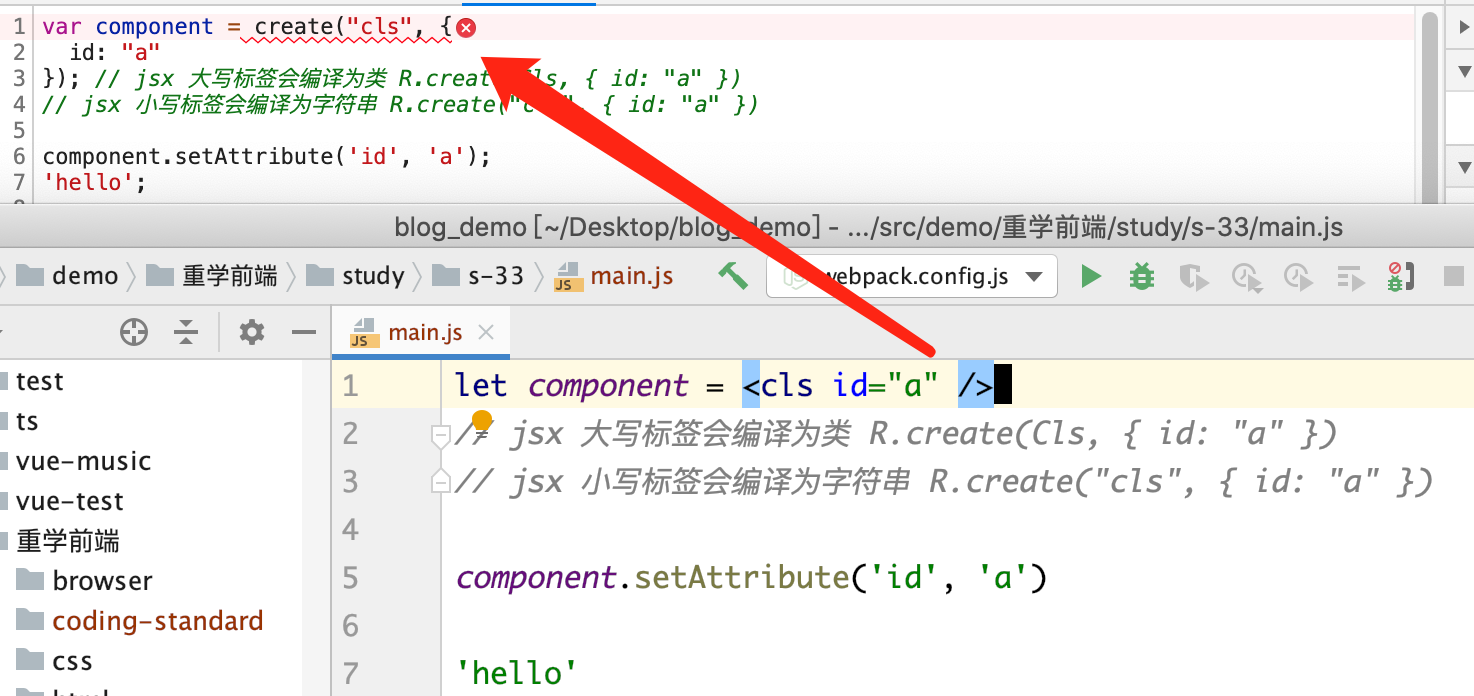 1 var component = create("cls", {
2 id: "a"
3 }); // jsx 大写标签会编译为类 R.create( ls, { id: "a" })
4 // jsx 小写标签会编译为字符串 R.create("c , { id: "a" })
5
6 component.setAttribute('id', 'a');
7 'hello';
blog_demo [~/Desktop/blog_demo] - .../src/demo/重学前端/study/s-33/main.js
demo 重学前端 study s-33 JS main.js webpack.config.js
JS main.js
test
ts
vue-music
vue-test
重学前端
browser
coding-standard
css
1 let component = <cls id="a" />
2 // jsx 大写标签会编译为类 R.create(Cls, { id: "a" })
3 // jsx 小写标签会编译为字符串 R.create("cls", { id: "a" })
4
5 component.setAttribute('id', 'a')
6
7 'hello'